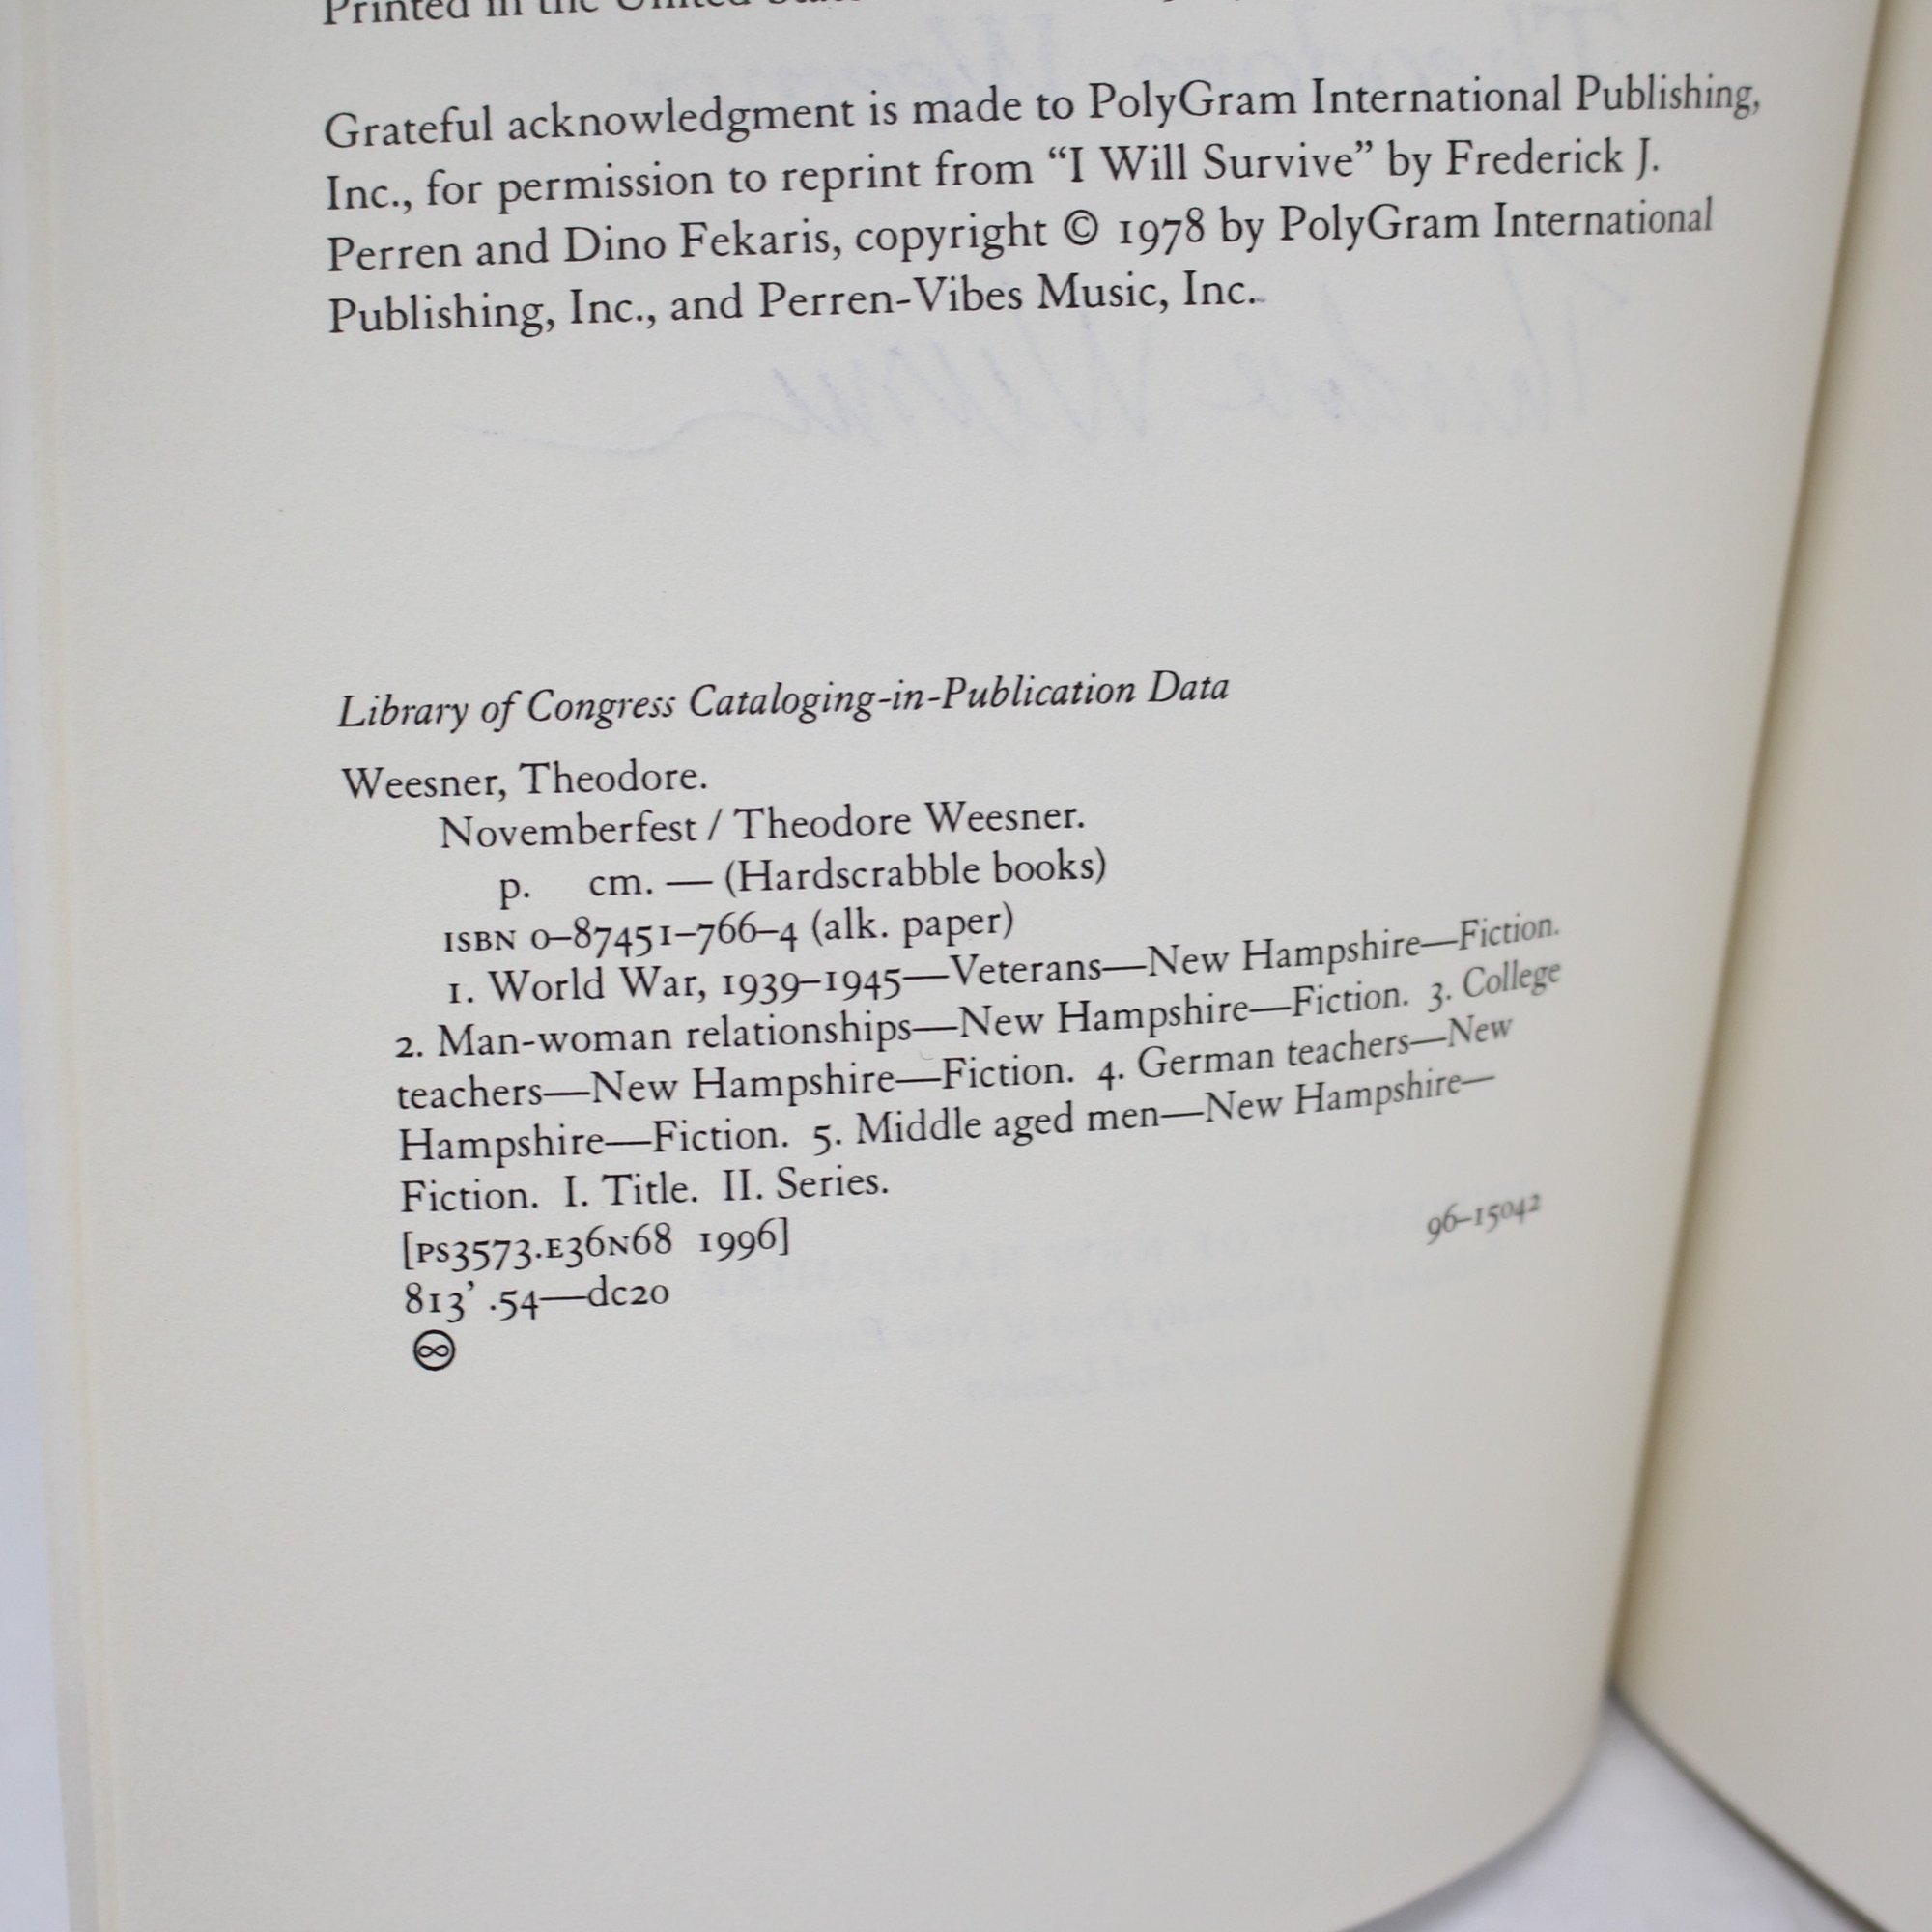 Printed in the United
Grateful acknowledgment is made to PolyGram International Publishing,
Inc., for permission to reprint from “I Will Survive” by Frederick J.
Perren and Dino Fekaris, copyright © 1978 by PolyGram International
Publishing, Inc., and Perren-Vibes Music, Inc.
Library of Congress Cataloging-in-Publication Data
Weesner, Theodore.
Novemberfest / Theodore Weesner.
p. cm. — (Hardscrabble books)
ISBN 0–87451–766–4 (alk. paper)
1. World War, 1939–1945—Veterans—New Hampshire—Fiction.
2. Man-woman relationships—New Hampshire—Fiction. 3. College
teachers—New Hampshire—Fiction. 4. German teachers—New
Hampshire—Fiction. 5. Middle aged men—New Hampshire—
Fiction. I. Title. II. Series.
[PS3573.E36N68 1996]
813’ .54—dc20
96–15042